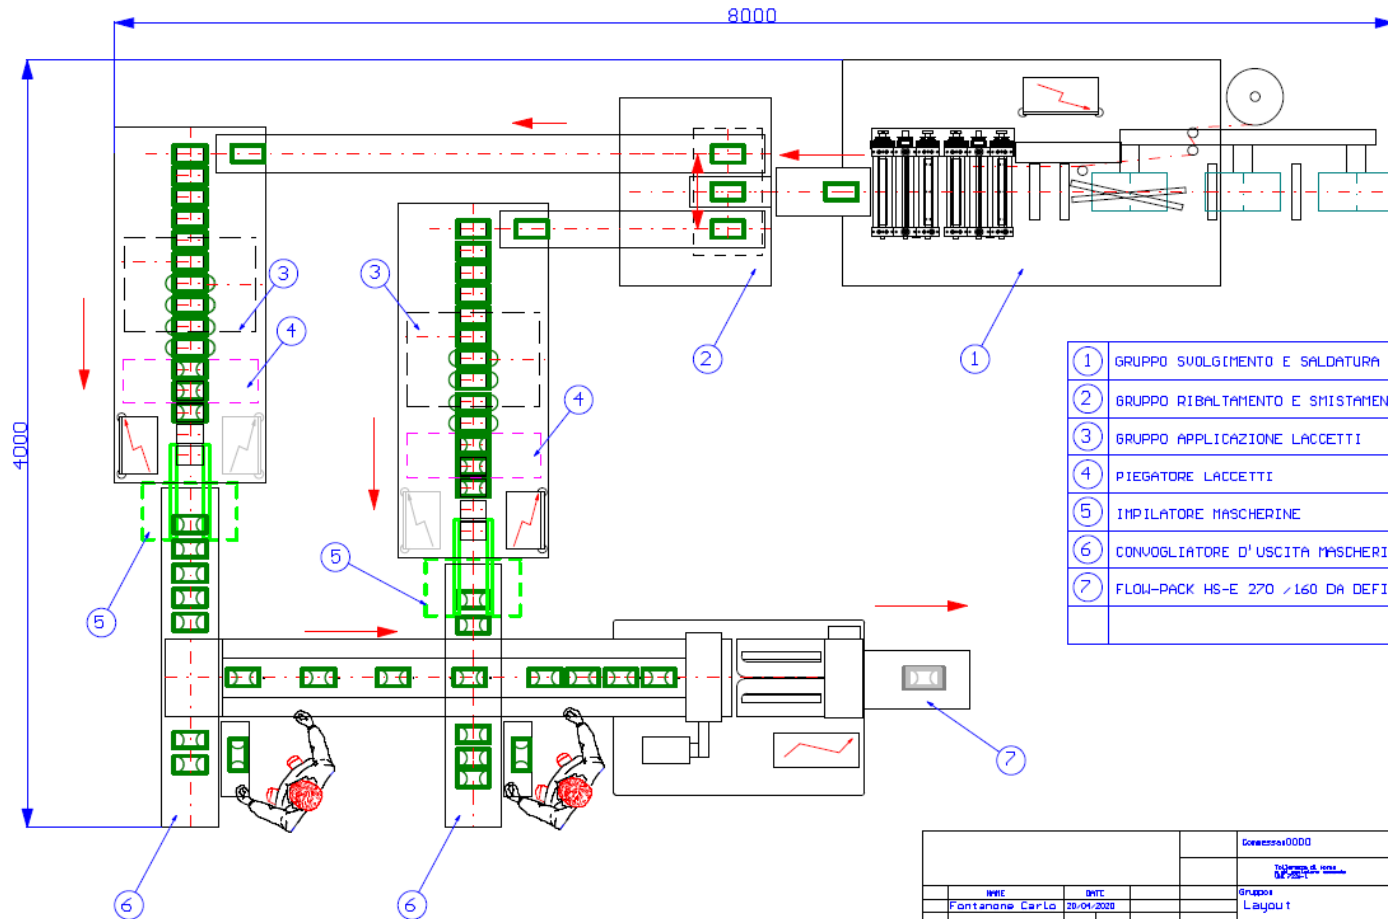 8000
4000
3
4
3
4
5
5
2
1
1 GRUPPO SVOLGIMENTO E SALDATURA
2 GRUPPO RIBALTAMENTO E SMISTAMEN
3 GRUPPO APPLICAZIONE LACCETTI
4 PIEGATORE LACCETTI
5 IMPILATORE MASCHERINE
6 CONVOGLIATORE D'USCITA MASCHERI
7 FLOW-PACK HS-E 270 /160 DA DEFI
7
6
6
Commessa:00DD
NAME DATE
Fontanone Carlo 20/04/2020
Gruppo:
Layout